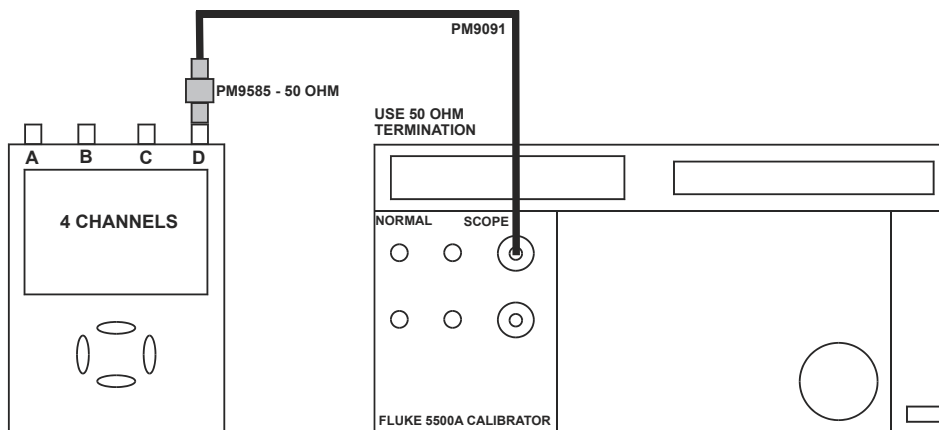 PM9091
PM9585 - 50 OHM
USE 50 OHM
TERMINATION
A B C D
4 CHANNELS
NORMAL SCOPE
FLUKE 5500A CALIBRATOR